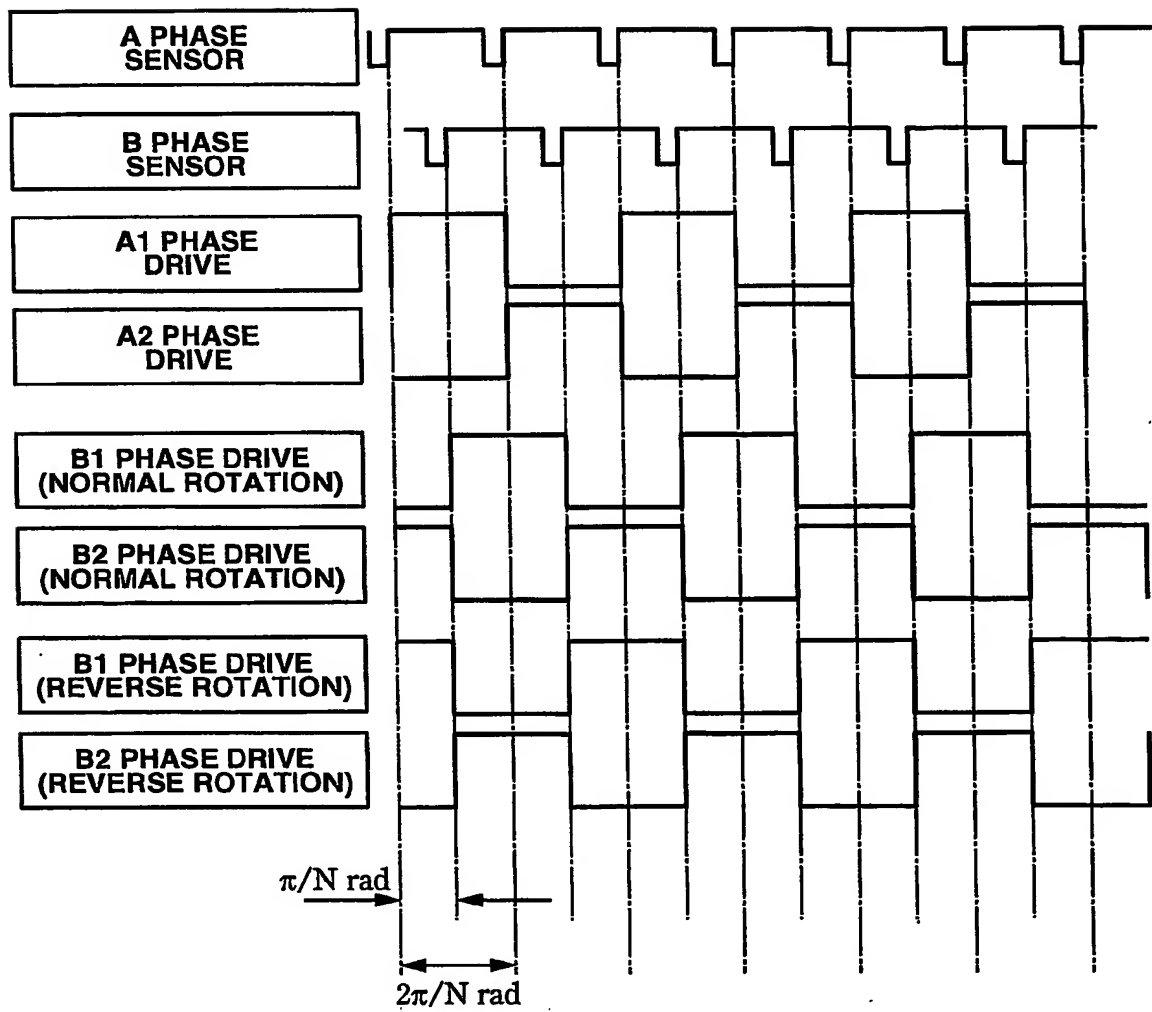 A PHASE
SENSOR
B PHASE
SENSOR
A1 PHASE
DRIVE
A2 PHASE
DRIVE
B1 PHASE DRIVE
(NORMAL ROTATION)
B2 PHASE DRIVE
(NORMAL ROTATION)
B1 PHASE DRIVE
(REVERSE ROTATION)
B2 PHASE DRIVE
(REVERSE ROTATION)
π/N rad
2π/N rad